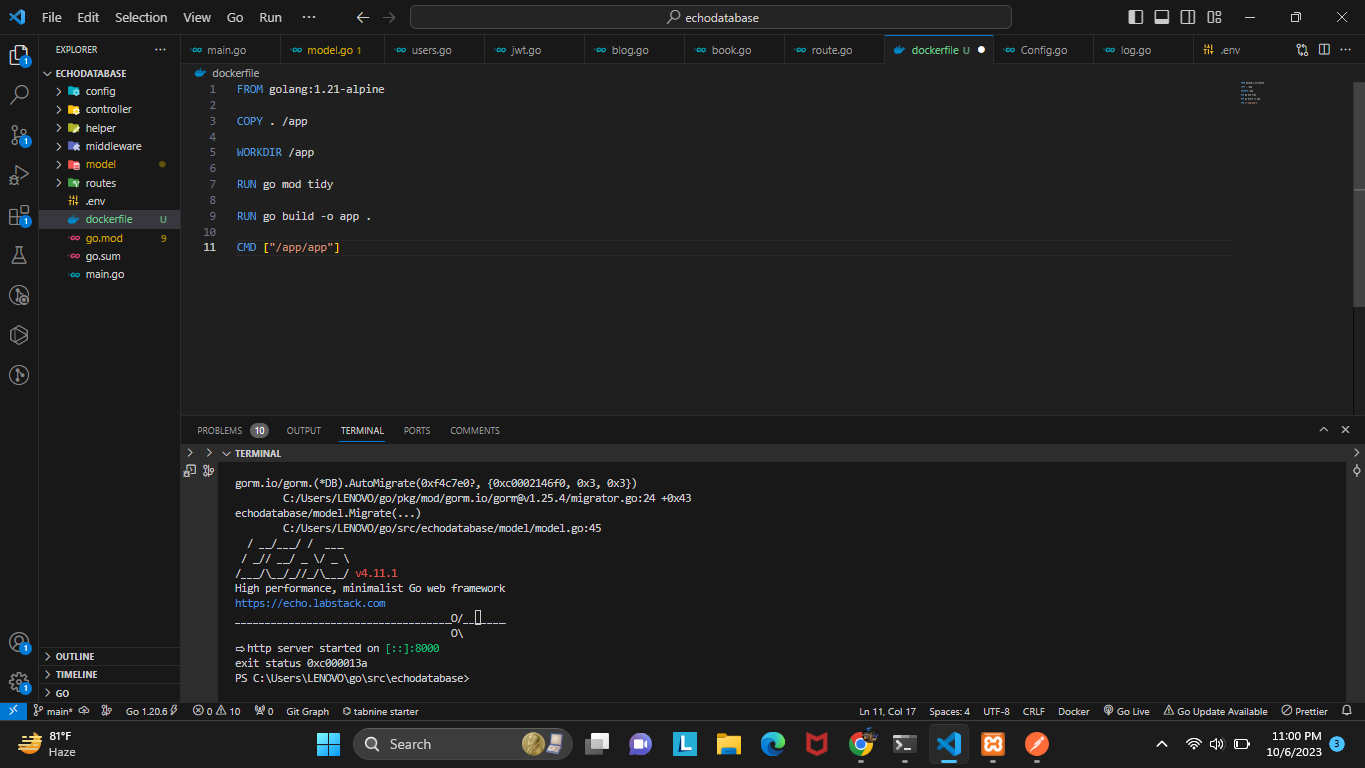 File Edit Selection View Go Run ··· echodatabase
EXPLORER ···
main.go model.go 1 users.go jwt.go blog.go book.go route.go dockerfile U Config.go log.go .env ···
ECHODATABASE
config
controller
helper
middleware
model
routes
.env
dockerfile U
go.mod 9
go.sum
main.go
OUTLINE
TIMELINE
GO
dockerfile
1 FROM golang:1.21-alpine
2
3 COPY . /app
4
5 WORKDIR /app
6
7 RUN go mod tidy
8
9 RUN go build -o app .
10
11 CMD ["/app/app"]
PROBLEMS 10 OUTPUT TERMINAL PORTS COMMENTS
TERMINAL
gorm.io/gorm.(*DB).AutoMigrate(0xf4c7e0?, {0xc0002146f0, 0x3, 0x3})
C:/Users/LENOVO/go/pkg/mod/gorm.io/gorm@v1.25.4/migrator.go:24 +0x43
echodatabase/model.Migrate(...)
C:/Users/LENOVO/go/src/echodatabase/model/model.go:45
/ __/___/ /  ___
/ _// __/ _ \/ _ \
/___/\__/_//_/\___/ v4.11.1
High performance, minimalist Go web framework
https://echo.labstack.com
____________________________________O/_______
O\
⇨ http server started on [::]:8000
exit status 0xc000013a
PS C:\Users\LENOVO\go\src\echodatabase>
main* Go 1.20.6 0 10 0 Git Graph tabnine starter Ln 11, Col 17 Spaces: 4 UTF-8 CRLF Docker Go Live Go Update Available Prettier
81°F
Haze
Search
11:00 PM
10/6/2023 3